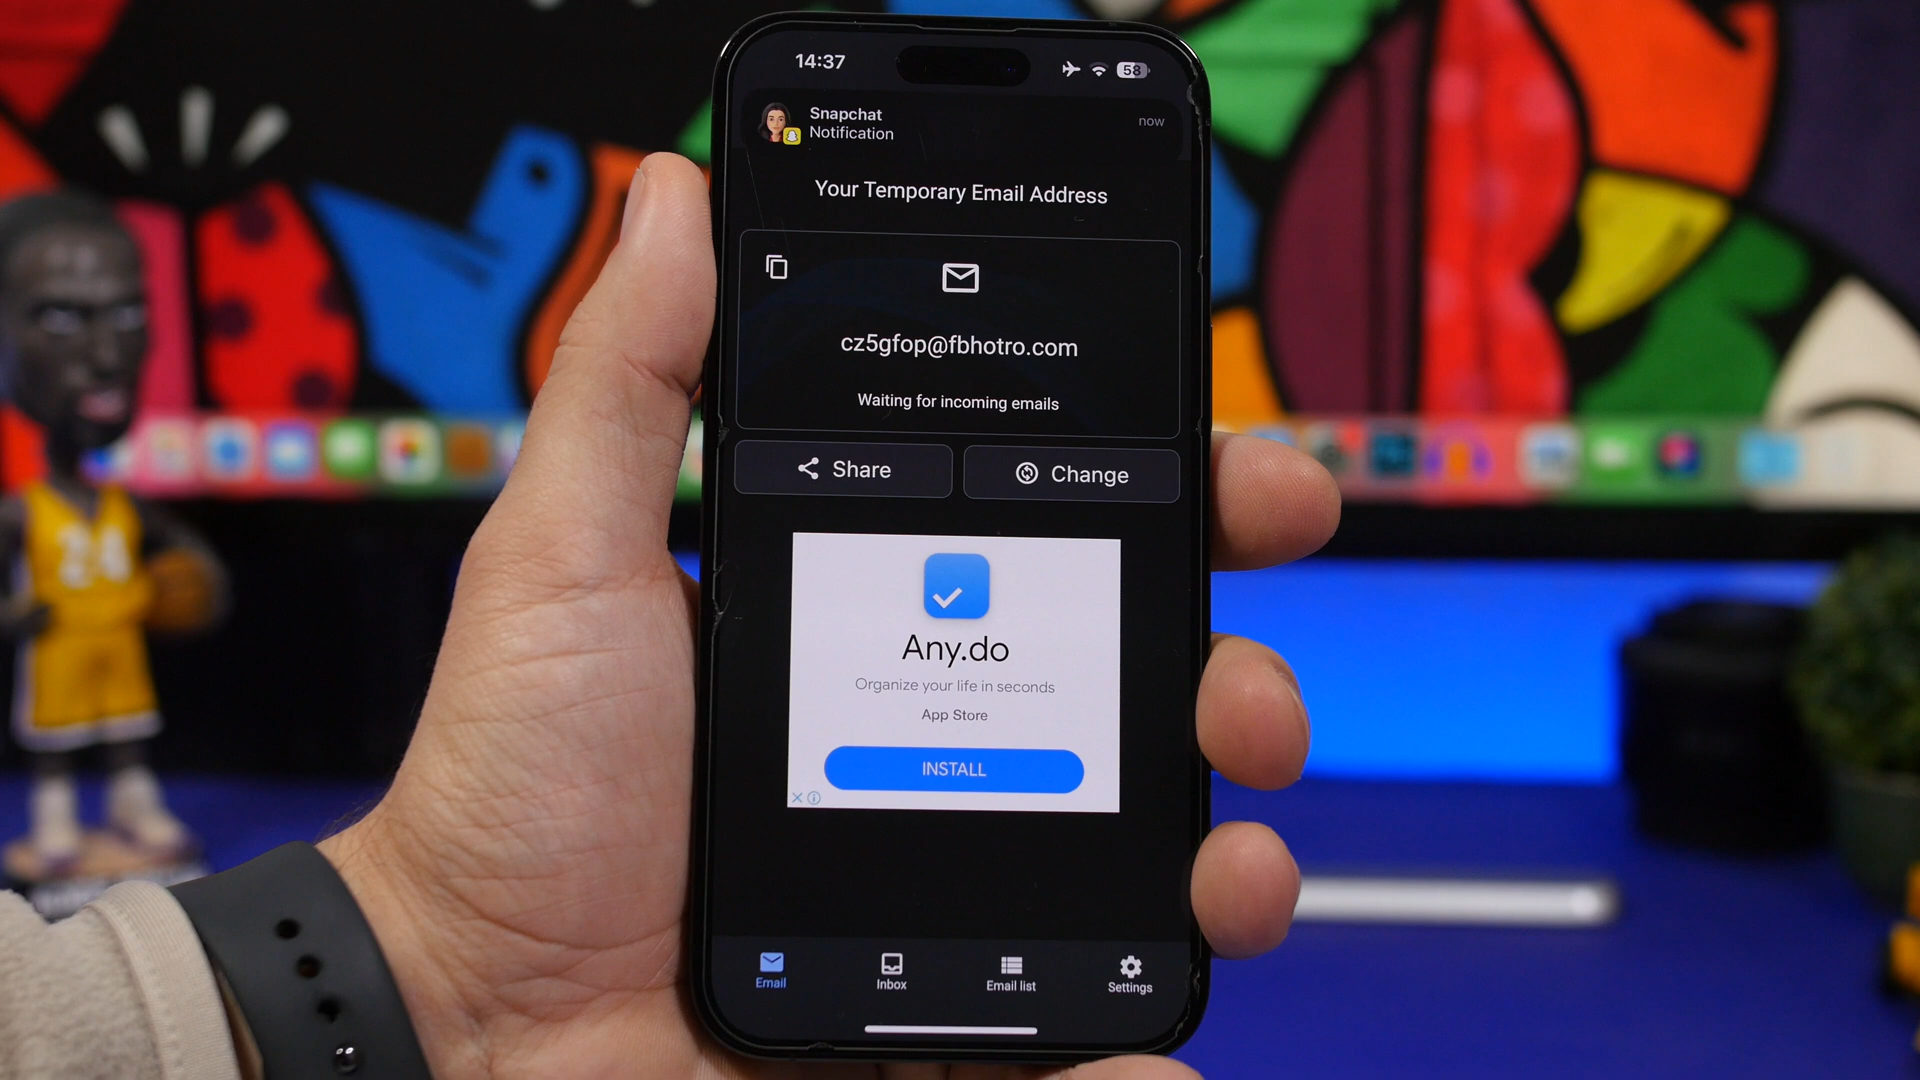 14:37
58
Snapchat
Notification
now
Your Temporary Email Address
cz5gfop@fbhotro.com
Waiting for incoming emails
Share
Change
Any.do
Organize your life in seconds
App Store
INSTALL
Email
Inbox
Email list
Settings
24